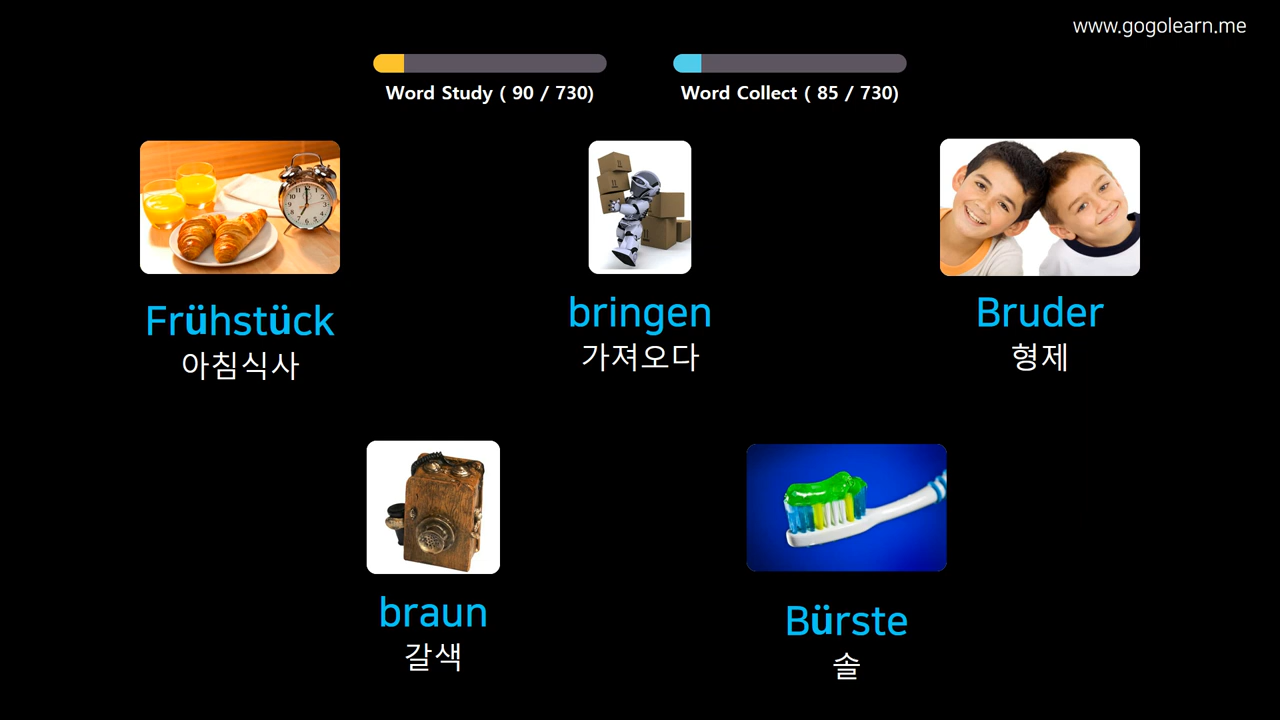 www.gogolearn.me
Word Study ( 90 / 730)
Word Collect ( 85 / 730)
Frühstück
아침식사
bringen
가져오다
Bruder
형제
braun
갈색
Bürste
솔